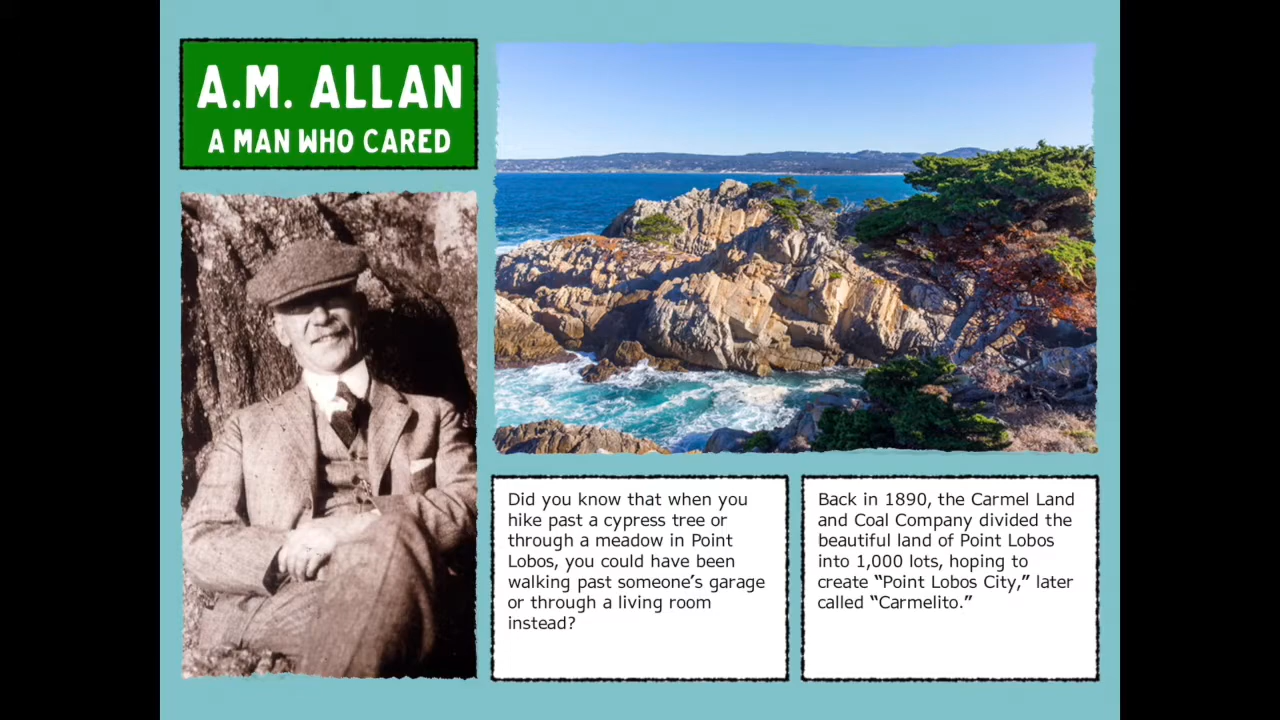 A.M. ALLAN
A MAN WHO CARED
Did you know that when you
hike past a cypress tree or
through a meadow in Point
Lobos, you could have been
walking past someone’s garage
or through a living room
instead?
Back in 1890, the Carmel Land
and Coal Company divided the
beautiful land of Point Lobos
into 1,000 lots, hoping to
create “Point Lobos City,” later
called “Carmelito.”